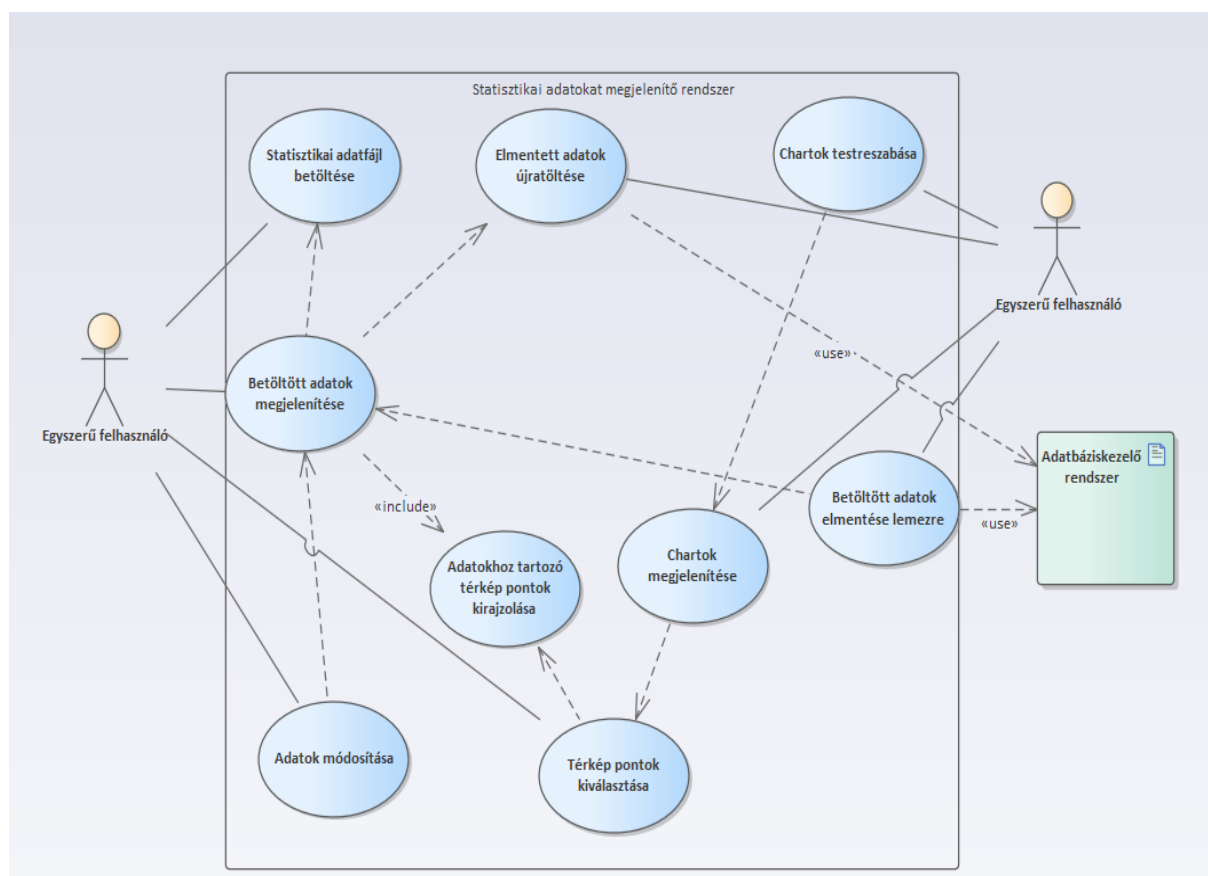 Statisztikai adatokat megjelenítő rendszer
Statisztikai adatfájl
betöltése
Elmentett adatok
újratöltése
Chartok testreszabása
Egyszerű felhasználó
«use»
Betöltött adatok
megjelenítése
Egyszerű felhasználó
Adatbáziskezelő
rendszer
Betöltött adatok
elmentése lemezre
«use»
«include»
Adatokhoz tartozó
térkép pontok
kirajzolása
Chartok
megjelenítése
Adatok módosítása
Térkép pontok
kiválasztása